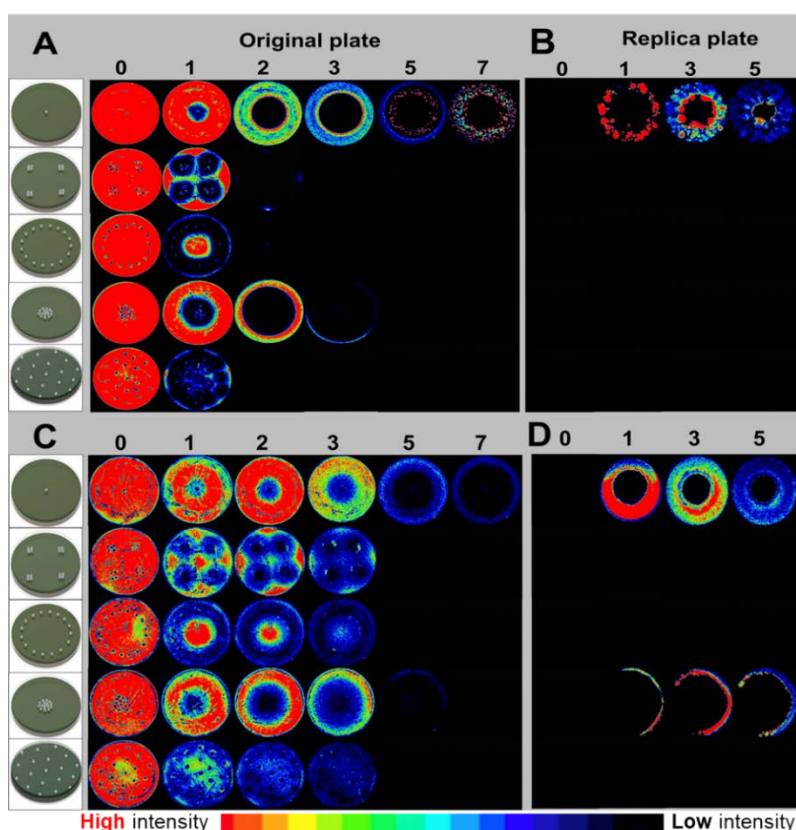 A Original plate
0 1 2 3 5 7
B Replica plate
0 1 3 5
C 0 1 2 3 5 7
D 0 1 3 5
High intensity Low intensity